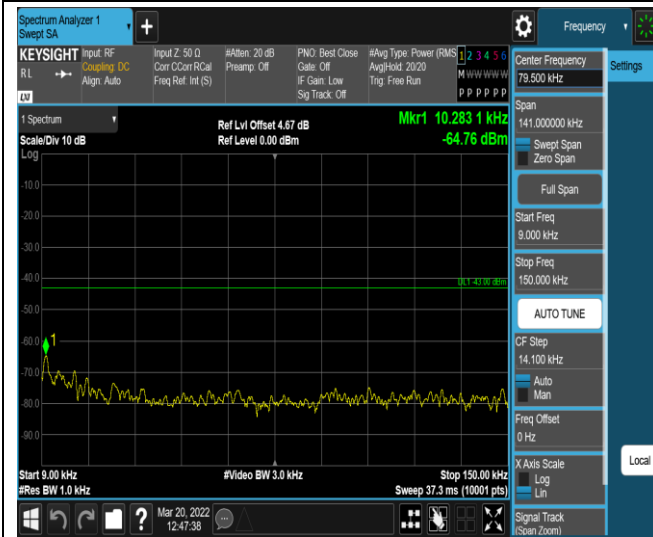 Spectrum Analyzer 1
Swept SA
+
Frequency
KEYSIGHT
RL
LXI
Input: RF
Coupling: DC
Align: Auto
Input Z: 50 Ω
Corr CCorr RCal
Freq Ref: Int (S)
#Atten: 20 dB
Preamp: Off
PNO: Best Close
Gate: Off
IF Gain: Low
Sig Track: Off
#Avg Type: Power (RMS
Avg|Hold: 20/20
Trig: Free Run
1 2 3 4 5 6
M W W W W W
P P P P P P
1 Spectrum
Scale/Div 10 dB
Log
Ref Lvl Offset 4.67 dB
Ref Level 0.00 dBm
Mkr1 10.283 1 kHz
-64.76 dBm
-10.0
-20.0
-30.0
-40.0
DL1 -43.00 dBm
-50.0
-60.0
1
-70.0
-80.0
-90.0
Start 9.00 kHz
#Video BW 3.0 kHz
Stop 150.00 kHz
#Res BW 1.0 kHz
Sweep 37.3 ms (10001 pts)
?
Mar 20, 2022
12:47:38
Center Frequency
79.500 kHz
Settings
Span
141.000000 kHz
Swept Span
Zero Span
Full Span
Start Freq
9.000 kHz
Stop Freq
150.000 kHz
AUTO TUNE
CF Step
14.100 kHz
Auto
Man
Freq Offset
0 Hz
X Axis Scale
Log
Lin
Local
Signal Track
(Span Zoom)